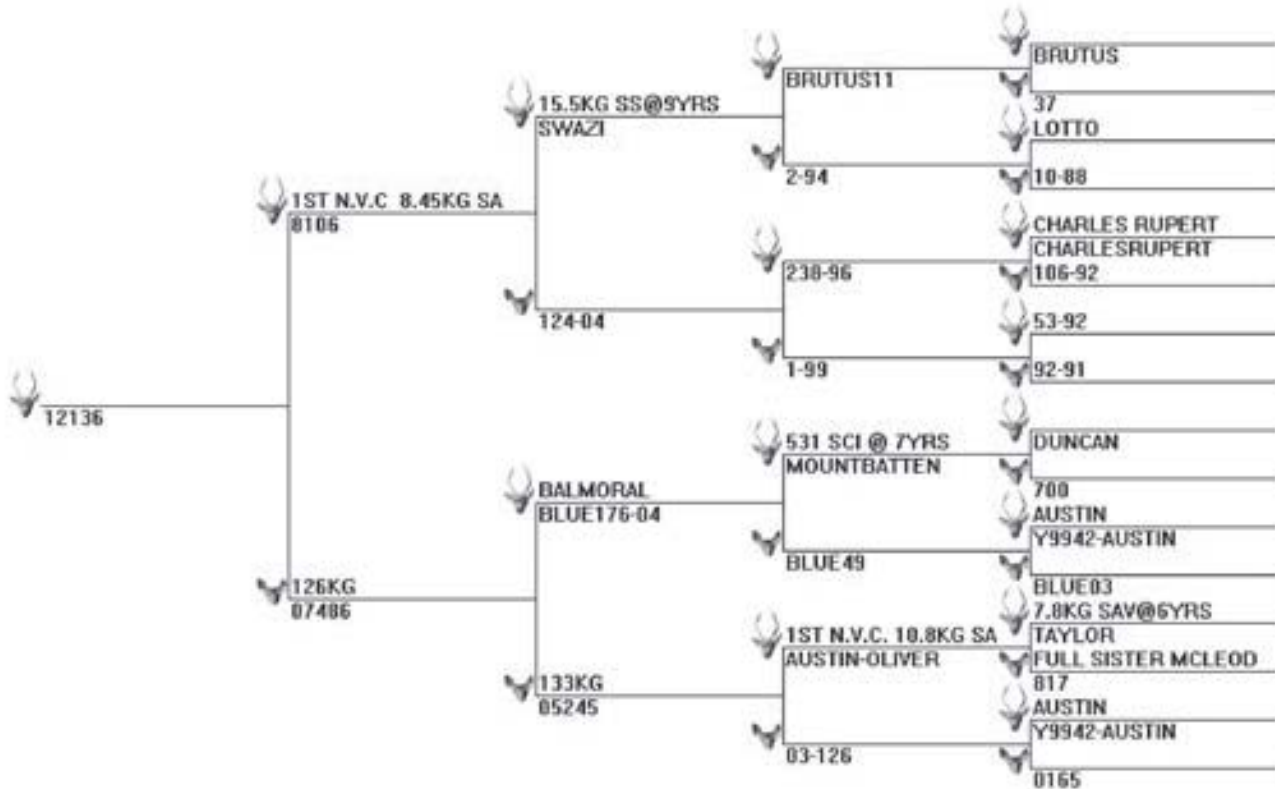 BRUTUS
BRUTUS11
15.5KG SS@9YRS
37
SWAZI
LOTTO
2-94
10-88
1ST N.V.C 8.45KG SA
8106
CHARLES RUPERT
CHARLESRUPERT
238-96
106-92
124-04
53-92
1-99
92-91
12136
531 SCI @ 7YRS
DUNCAN
MOUNTBATTEN
BALMORAL
700
BLUE176-04
AUSTIN
Y9942-AUSTIN
BLUE49
126KG
BLUE03
07486
7.8KG SAV@6YRS
1ST N.V.C. 10.8KG SA
TAYLOR
AUSTIN-OLIVER
FULL SISTER MCLEOD
133KG
817
05245
AUSTIN
Y9942-AUSTIN
03-126
0165